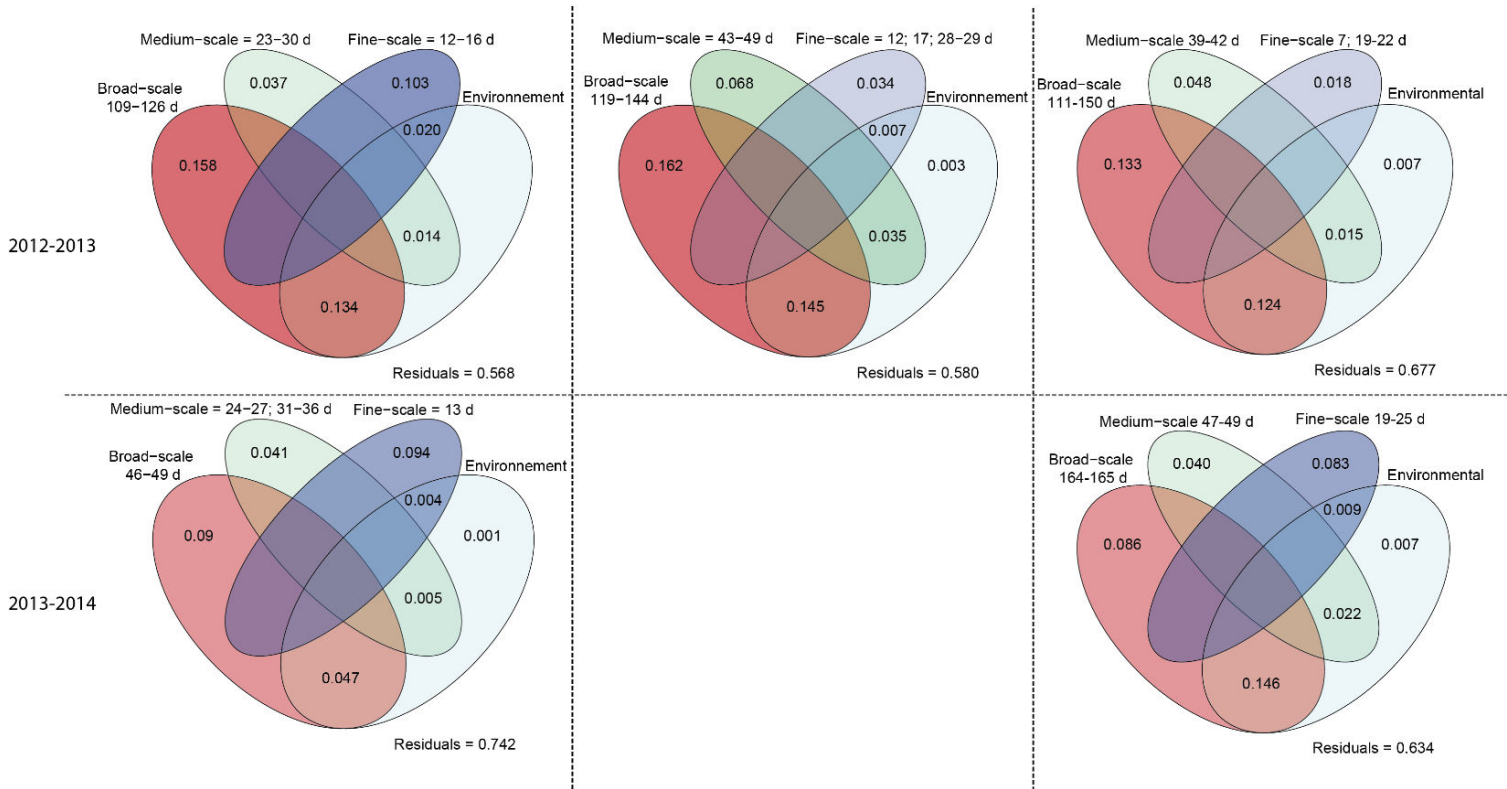 Medium−scale = 23−30 d
Fine−scale = 12−16 d
Broad−scale
109−126 d
Environnement
0.037
0.103
0.020
0.158
0.014
0.134
Residuals = 0.568
Medium−scale = 43−49 d
Fine−scale = 12; 17; 28−29 d
Broad−scale
119−144 d
Environnement
0.068
0.034
0.007
0.162
0.003
0.035
0.145
Residuals = 0.580
Medium−scale 39-42 d
Fine−scale 7; 19-22 d
Broad−scale
111-150 d
Environmental
0.048
0.018
0.133
0.007
0.015
0.124
Residuals = 0.677
2012-2013
Medium−scale = 24−27; 31−36 d
Fine−scale = 13 d
Broad−scale
46−49 d
Environnement
0.041
0.094
0.004
0.09
0.001
0.005
0.047
Residuals = 0.742
Medium−scale 47-49 d
Fine−scale 19-25 d
Broad−scale
164-165 d
Environmental
0.040
0.083
0.009
0.086
0.007
0.022
0.146
Residuals = 0.634
2013-2014